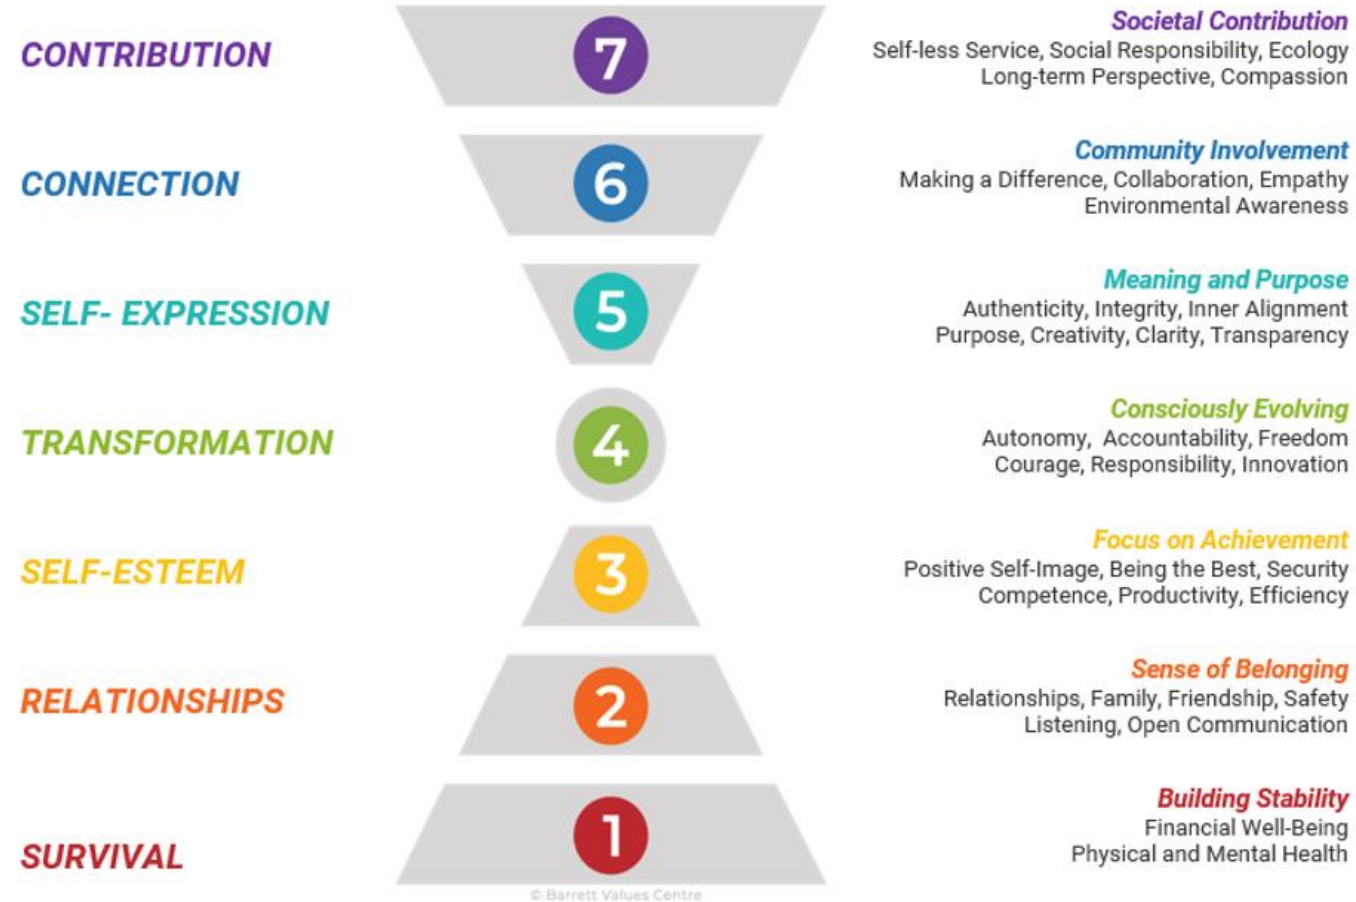 CONTRIBUTION
7
Societal Contribution
Self-less Service, Social Responsibility, Ecology
Long-term Perspective, Compassion
CONNECTION
6
Community Involvement
Making a Difference, Collaboration, Empathy
Environmental Awareness
SELF- EXPRESSION
5
Meaning and Purpose
Authenticity, Integrity, Inner Alignment
Purpose, Creativity, Clarity, Transparency
TRANSFORMATION
4
Consciously Evolving
Autonomy,  Accountability, Freedom
Courage, Responsibility, Innovation
SELF-ESTEEM
3
Focus on Achievement
Positive Self-Image, Being the Best, Security
Competence, Productivity, Efficiency
RELATIONSHIPS
2
Sense of Belonging
Relationships, Family, Friendship, Safety
Listening, Open Communication
SURVIVAL
1
Building Stability
Financial Well-Being
Physical and Mental Health
© Barrett Values Centre